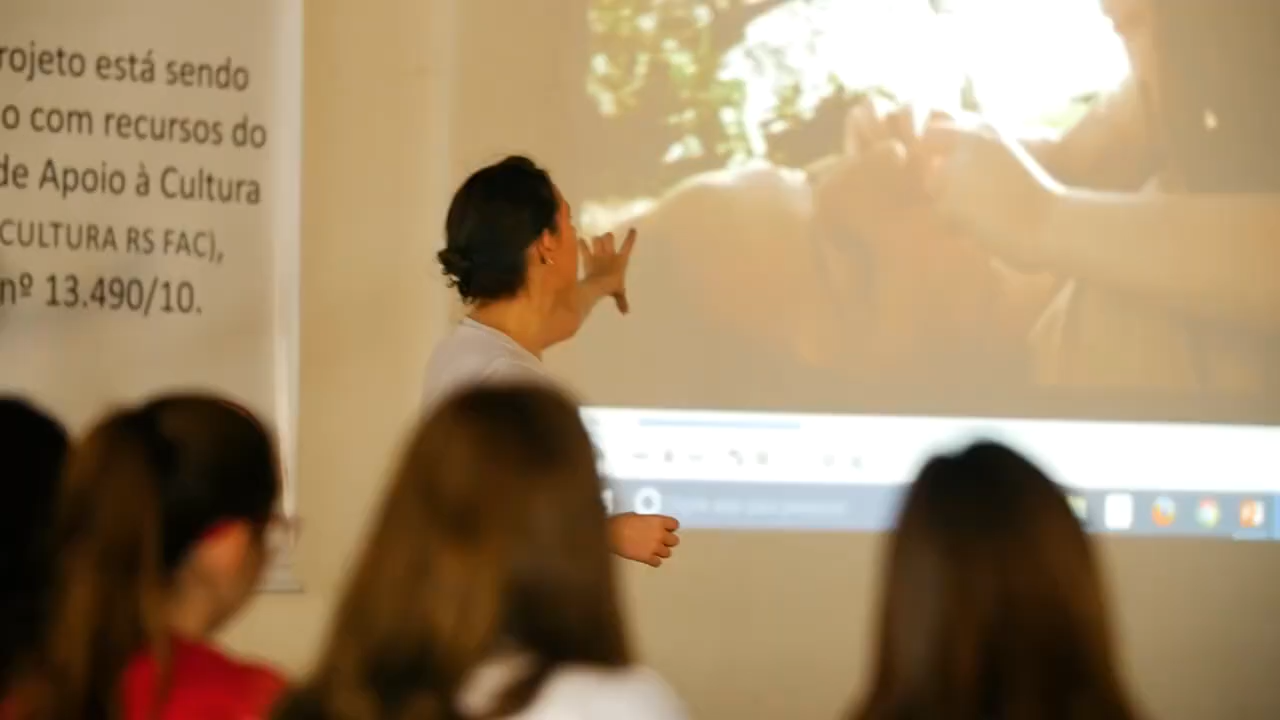 rojeto está sendo
o com recursos do
de Apoio à Cultura
CULTURA RS FAC),
nº 13.490/10.